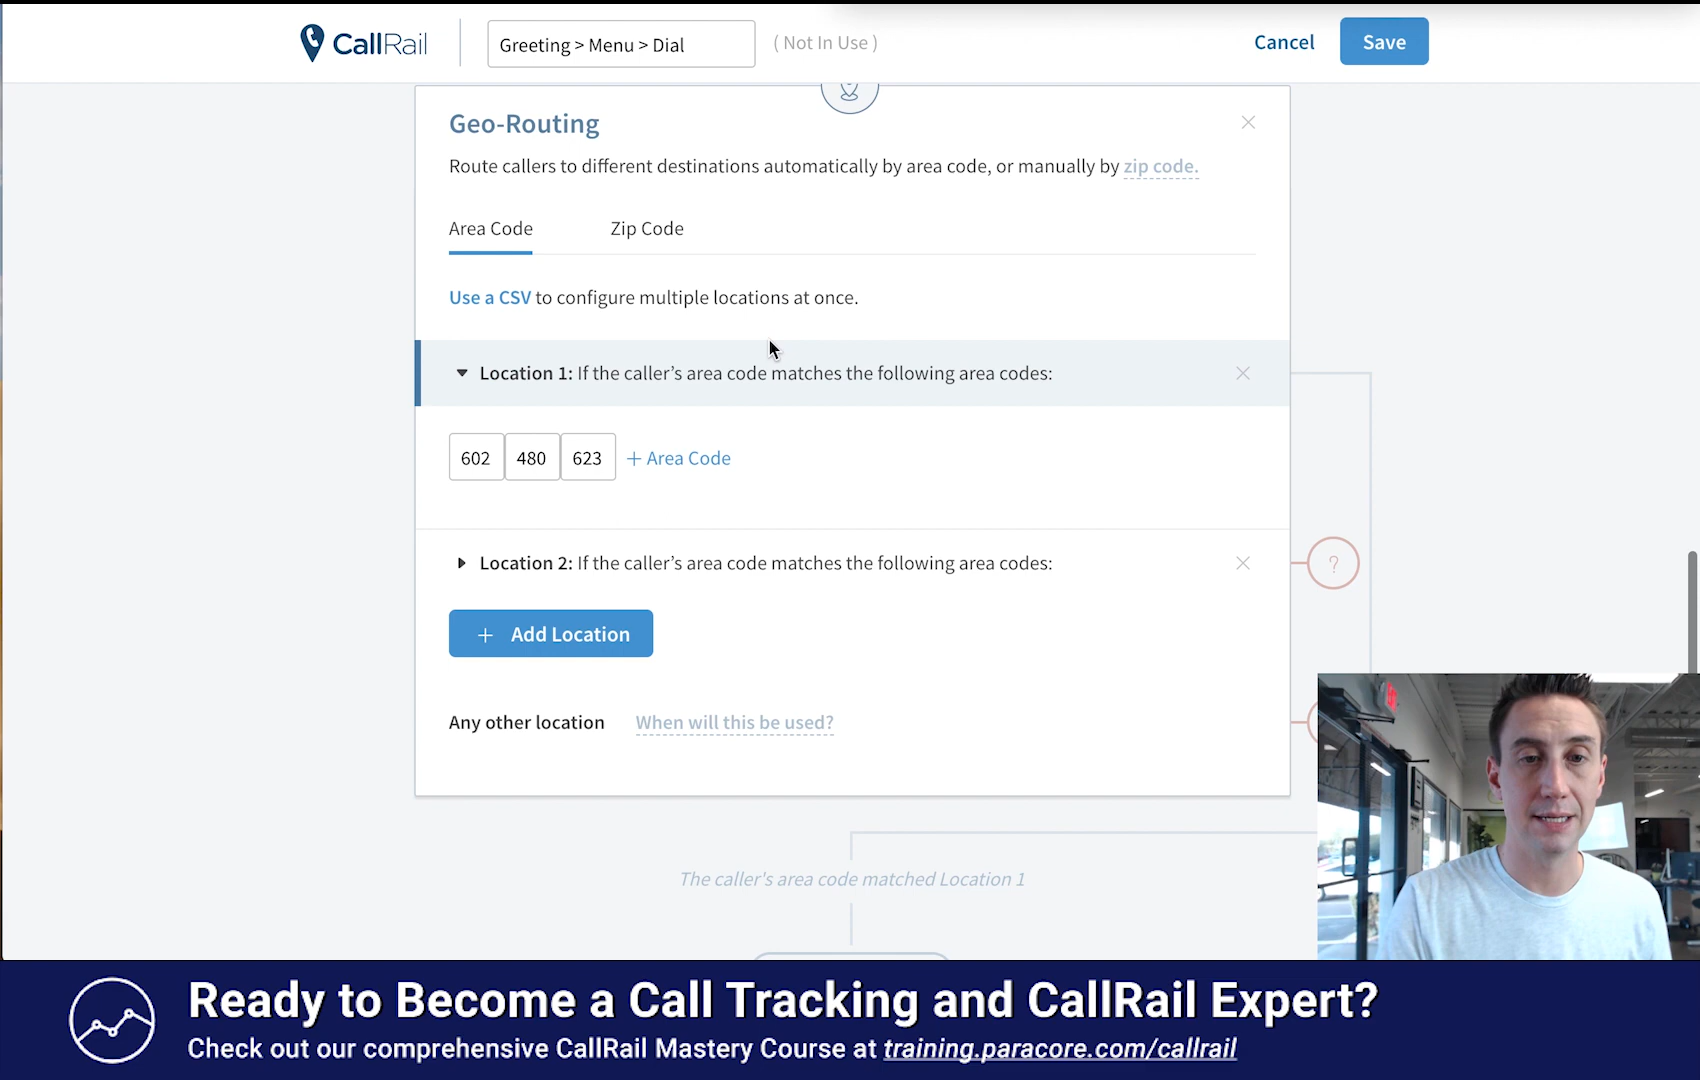 CallRail
Greeting > Menu > Dial
( Not In Use )
Cancel
Save
Geo-Routing
Route callers to different destinations automatically by area code, or manually by zip code.
Area Code
Zip Code
Use a CSV to configure multiple locations at once.
Location 1: If the caller's area code matches the following area codes:
602
480
623
+ Area Code
Location 2: If the caller's area code matches the following area codes:
?
+ Add Location
Any other location
When will this be used?
The caller's area code matched Location 1
Ready to Become a Call Tracking and CallRail Expert?
Check out our comprehensive CallRail Mastery Course at training.paracore.com/callrail